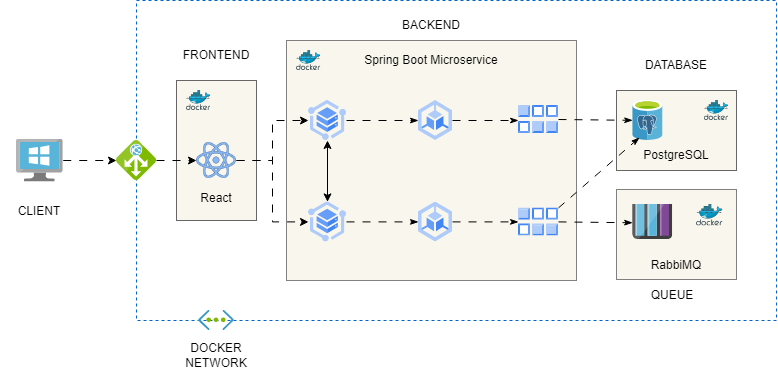 BACKEND
FRONTEND
docker
Spring Boot Microservice
DATABASE
docker
docker
PostgreSQL
React
CLIENT
docker
RabbiMQ
QUEUE
DOCKER
NETWORK